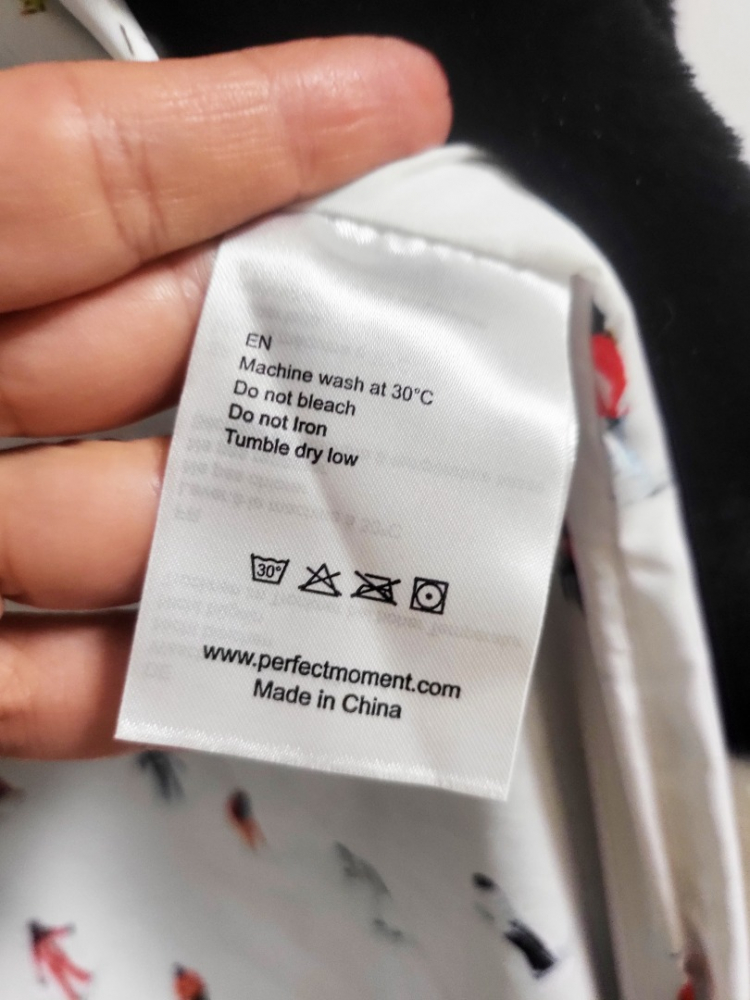 EN
Machine wash at 30°C
Do not bleach
Do not Iron
Tumble dry low
30°
www.perfectmoment.com
Made in China